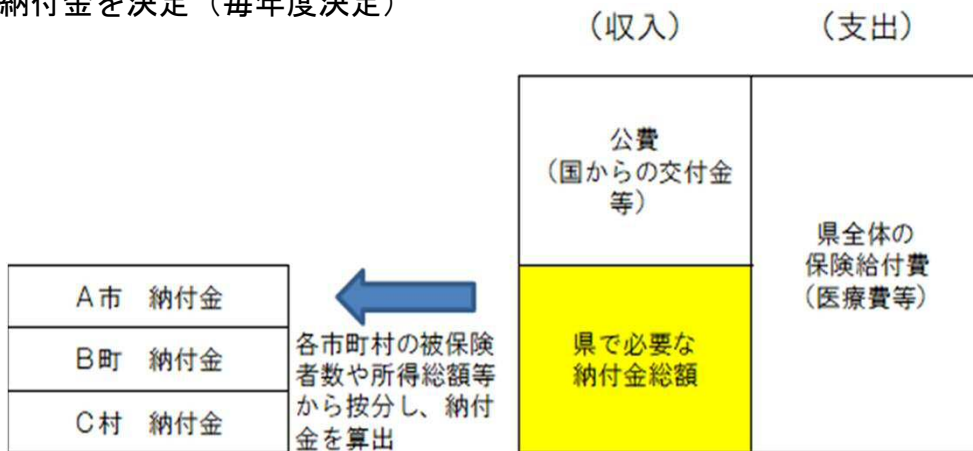 納付金を決定（毎年度決定）
（収入）
（支出）
公費
（国からの交付金
等）
県全体の
保険給付費
（医療費等）
A市　納付金
B町　納付金
C村　納付金
各市町村の被保険
者数や所得総額等
から按分し、納付
金を算出
県で必要な
納付金総額